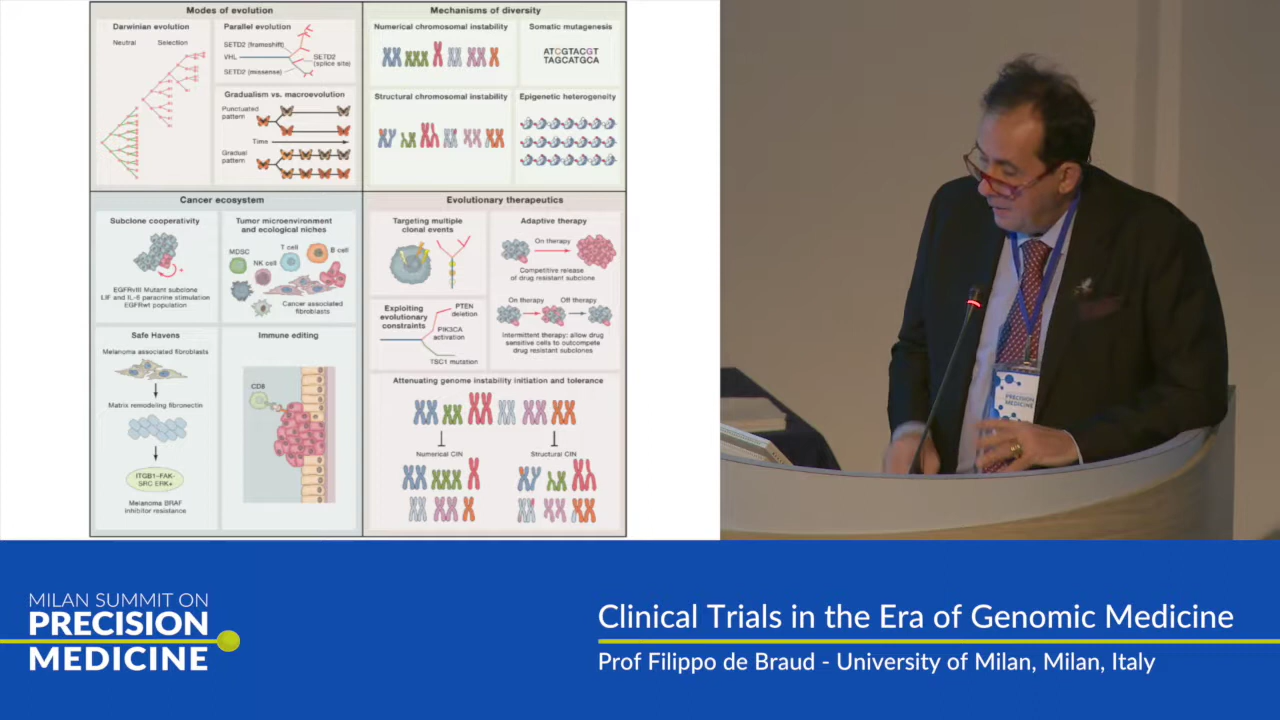 Modes of evolution
Darwinian evolution
Neutral
Selection
Parallel evolution
SETD2 (frameshift)
VHL
SETD2 (missense)
SETD2
(splice site)
Gradualism vs. macroevolution
Punctuated
pattern
Time
Gradual
pattern
Mechanisms of diversity
Numerical chromosomal instability
Somatic mutagenesis
ATCGTACGT
TAGCATGCA
Structural chromosomal instability
Epigenetic heterogeneity
Cancer ecosystem
Subclone cooperativity
EGFRvIII Mutant subclone
LIF and IL-6 paracrine stimulation
EGFRwt population
Tumor microenvironment
and ecological niches
MDSC
T cell
B cell
NK cell
Cancer associated
fibroblasts
Safe Havens
Melanoma associated fibroblasts
Matrix remodeling fibronectin
ITGB1-FAK-
SRC ERK+
Melanoma BRAF
inhibitor resistance
Immune editing
CD8
Evolutionary therapeutics
Targeting multiple
clonal events
Adaptive therapy
On therapy
Competitive release
of drug resistant subclone
On therapy
Off therapy
Intermittent therapy: allow drug
sensitive cells to outcompete
drug resistant subclones
Exploiting
evolutionary
constraints
PTEN
deletion
PIK3CA
activation
TSC1 mutation
Attenuating genome instability initiation and tolerance
Numerical CIN
Structural CIN
PRECISION
MEDICINE
MILAN SUMMIT ON
PRECISION
MEDICINE
Clinical Trials in the Era of Genomic Medicine
Prof Filippo de Braud - University of Milan, Milan, Italy